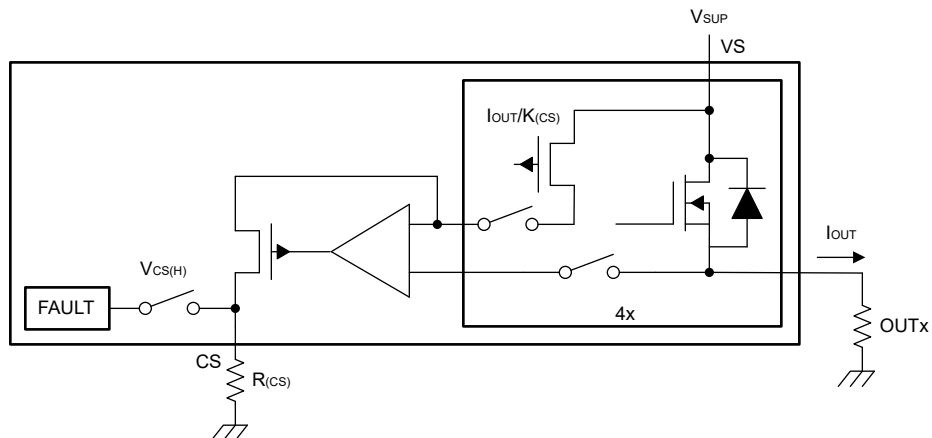 VSUP
VS
IOUT/K(CS)
IOUT
VCS(H)
FAULT
4x
OUTx
CS
R(CS)